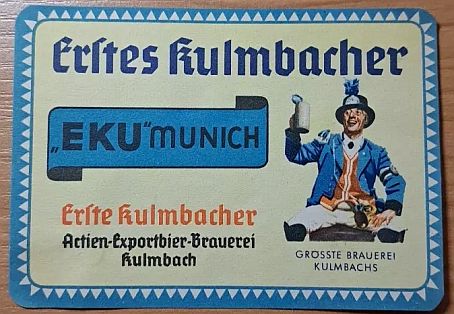 Erstes Kulmbacher
„EKU“ MUNICH
Erste Kulmbacher
Actien-Exportbier-Brauerei
Kulmbach
GRÖSSTE BRAUEREI
KULMBACHS